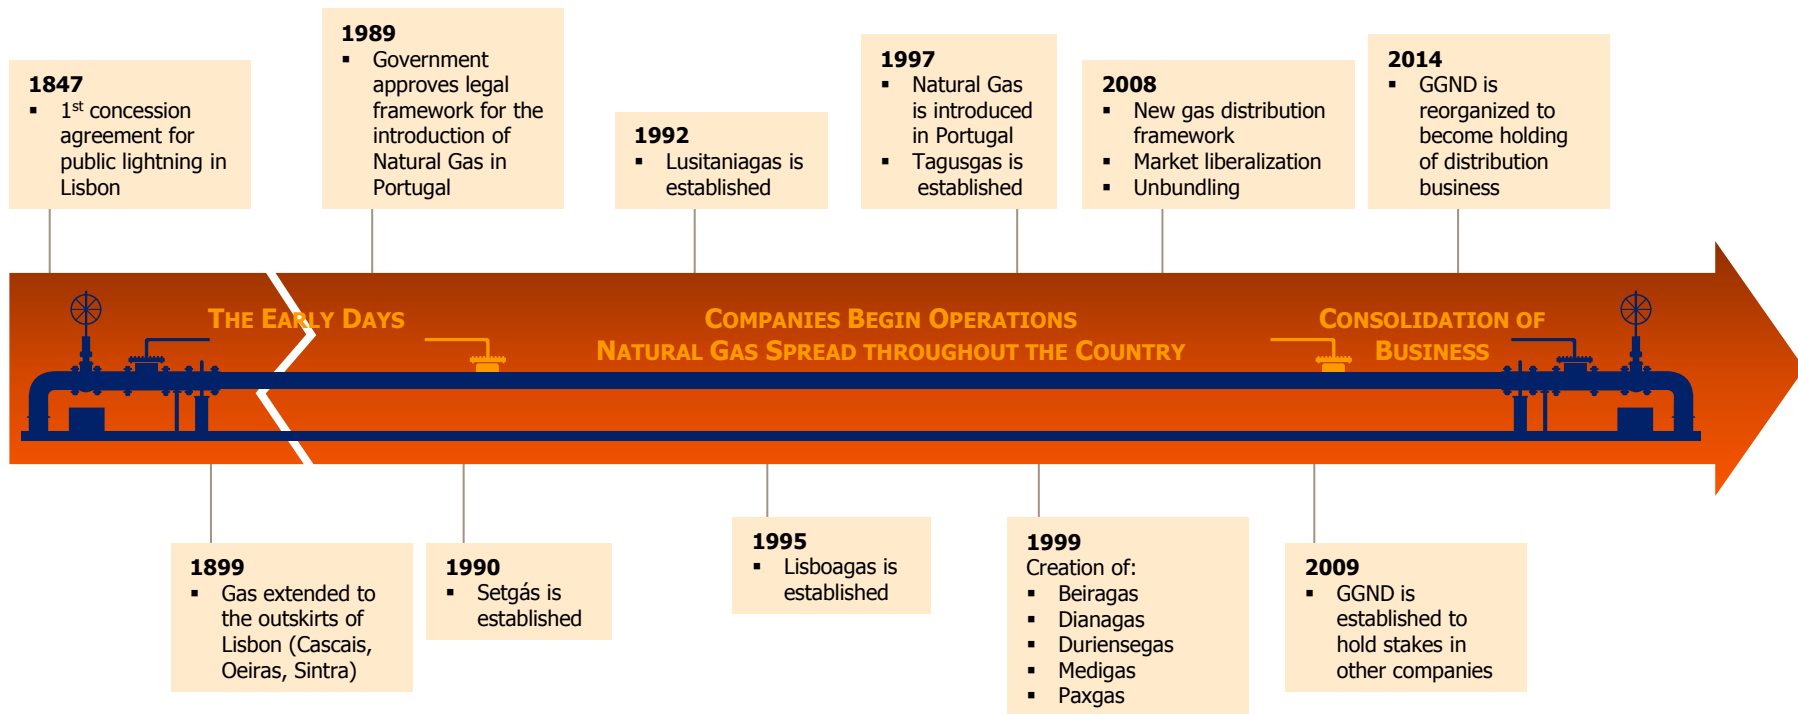 1847
▪ 1st concession
agreement for
public lightning in
Lisbon
1989
▪ Government
approves legal
framework for the
introduction of
Natural Gas in
Portugal
1992
▪ Lusitaniagas is
established
1997
▪ Natural Gas
is introduced
in Portugal
▪ Tagusgas is
established
2008
▪ New gas distribution
framework
▪ Market liberalization
▪ Unbundling
2014
▪ GGND is
reorganized to
become holding
of distribution
business
THE EARLY DAYS
COMPANIES BEGIN OPERATIONS
NATURAL GAS SPREAD THROUGHOUT THE COUNTRY
CONSOLIDATION OF
BUSINESS
1899
▪ Gas extended to
the outskirts of
Lisbon (Cascais,
Oeiras, Sintra)
1990
▪ Setgás is
established
1995
▪ Lisboagas is
established
1999
Creation of:
▪ Beiragas
▪ Dianagas
▪ Duriensegas
▪ Medigas
▪ Paxgas
2009
▪ GGND is
established to
hold stakes in
other companies